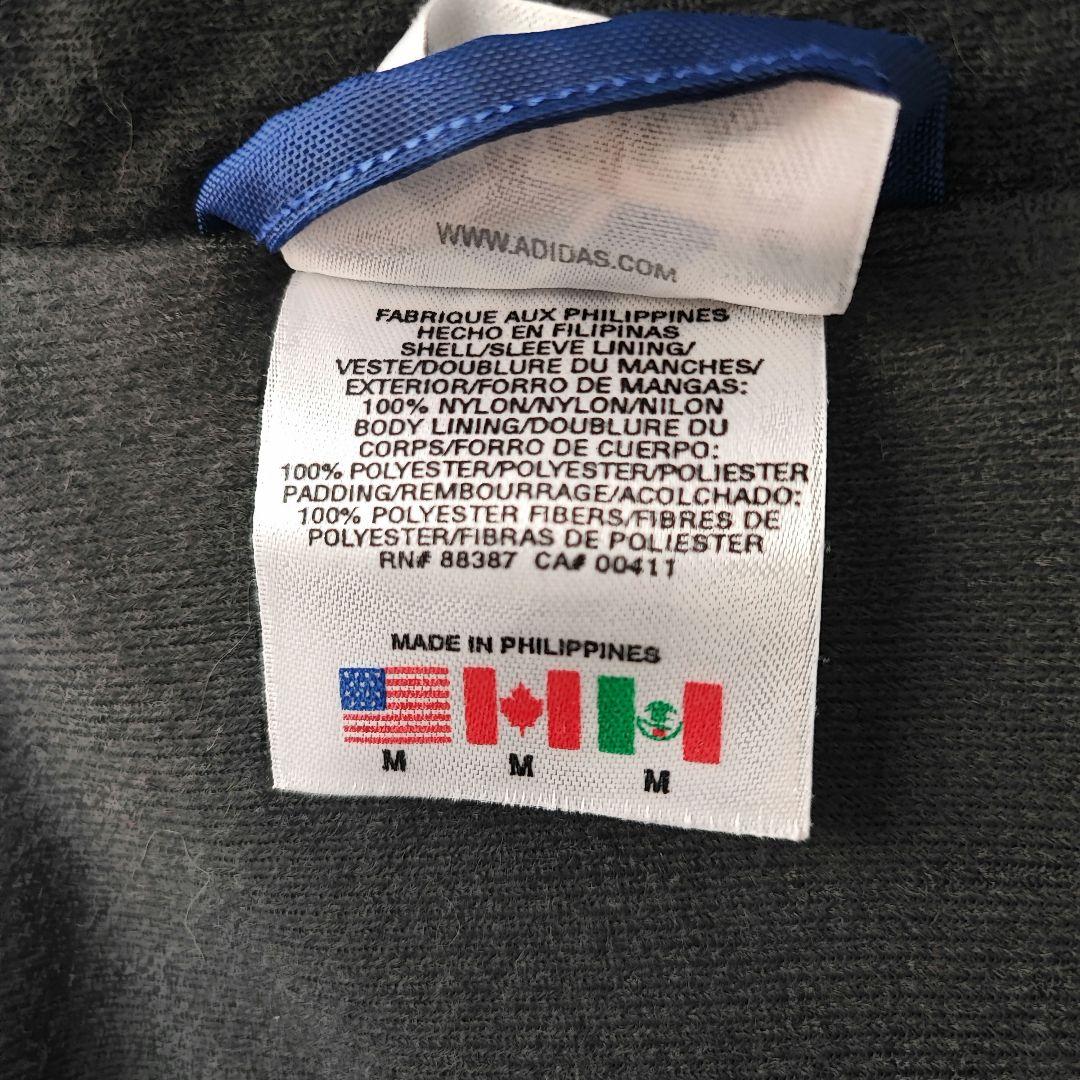 WWW.ADIDAS.COM
FABRIQUE AUX PHILIPPINES
HECHO EN FILIPINAS
SHELL/SLEEVE LINING/
VESTE/DOUBLURE DU MANCHES/
EXTERIOR/FORRO DE MANGAS:
100% NYLON/NYLON/NILON
BODY LINING/DOUBLURE DU
CORPS/FORRO DE CUERPO:
100% POLYESTER/POLYESTER/POLIESTER
PADDING/REMBOURRAGE/ACOLCHADO:
100% POLYESTER FIBERS/FIBRES DE
POLYESTER/FIBRAS DE POLIESTER
RN# 88387 CA# 00411
MADE IN PHILIPPINES
M M M